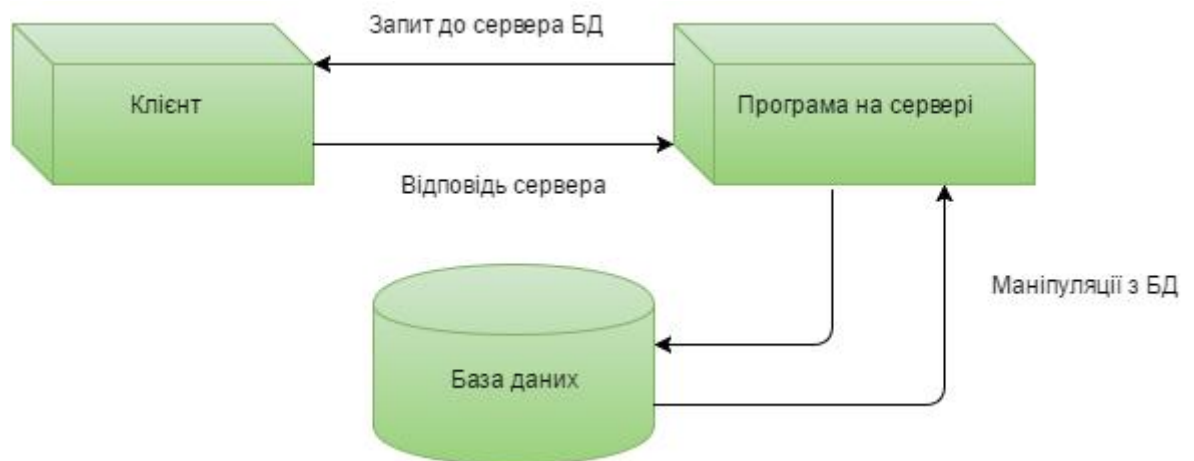 Запит до сервера БД
Клієнт
Програма на сервері
Відповідь сервера
Маніпуляції з БД
База даних